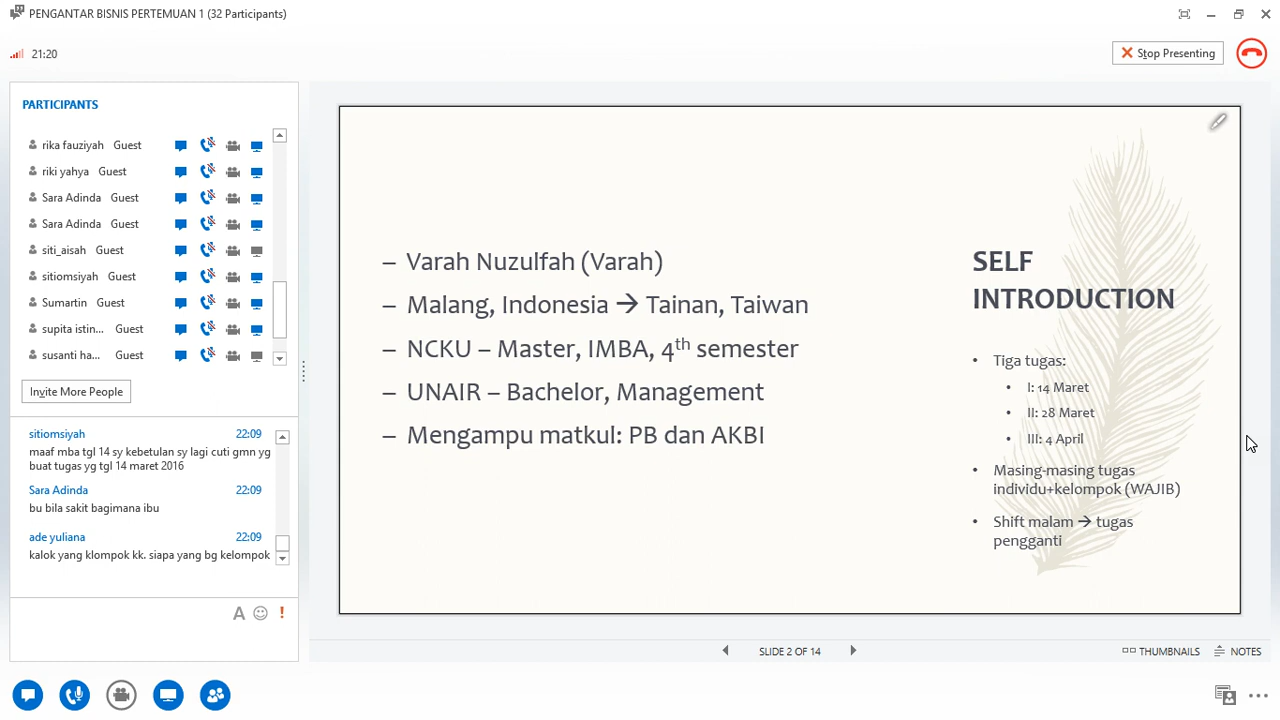 PENGANTAR BISNIS PERTEMUAN 1 (32 Participants)
21:20
Stop Presenting
PARTICIPANTS
rika fauziyah Guest
riki yahya Guest
Sara Adinda Guest
Sara Adinda Guest
siti_aisah Guest
sitiomsiyah Guest
Sumartin Guest
supita istin... Guest
susanti ha... Guest
Invite More People
sitiomsiyah 22:09
maaf mba tgl 14 sy kebetulan sy lagi cuti gmn yg
buat tugas yg tgl 14 maret 2016
Sara Adinda 22:09
bu bila sakit bagimana ibu
ade yuliana 22:09
kalok yang klompok kk. siapa yang bg kelompok
A
– Varah Nuzulfah (Varah)
– Malang, Indonesia → Tainan, Taiwan
– NCKU – Master, IMBA, 4th semester
– UNAIR – Bachelor, Management
– Mengampu matkul: PB dan AKBI
SELF
INTRODUCTION
• Tiga tugas:
• I: 14 Maret
• II: 28 Maret
• III: 4 April
• Masing-masing tugas
individu+kelompok (WAJIB)
• Shift malam → tugas
pengganti
SLIDE 2 OF 14
THUMBNAILS
NOTES